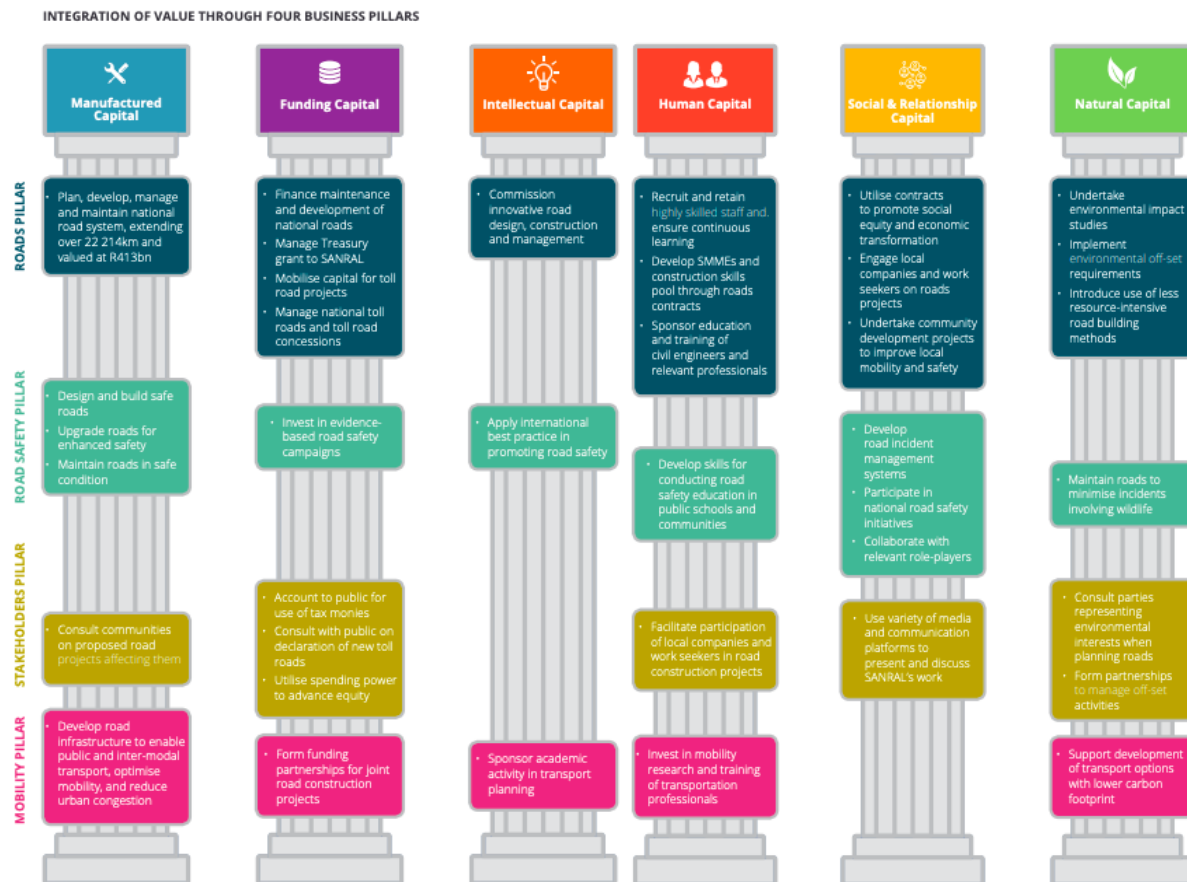 INTEGRATION OF VALUE THROUGH FOUR BUSINESS PILLARS
Manufactured
Capital
Funding Capital
Intellectual Capital
Human Capital
Social & Relationship
Capital
Natural Capital
ROADS PILLAR
• Plan, develop, manage
and maintain national
road system, extending
over 22 214km and
valued at R413bn
• Finance maintenance
and development of
national roads
• Manage Treasury
grant to SANRAL
• Mobilise capital for toll
road projects
• Manage national toll
roads and toll road
concessions
• Commission
innovative road
design, construction
and management
• Recruit and retain
highly skilled staff and.
ensure continuous
learning
• Develop SMMEs and
construction skills
pool through roads
contracts
• Sponsor education
and training of
civil engineers and
relevant professionals
• Utilise contracts
to promote social
equity and economic
transformation
• Engage local
companies and work
seekers on roads
projects
• Undertake community
development projects
to improve local
mobility and safety
• Undertake
environmental impact
studies
• Implement
environmental off-set
requirements
• Introduce use of less
resource-intensive
road building
methods
ROAD SAFETY PILLAR
• Design and build safe
roads
• Upgrade roads for
enhanced safety
• Maintain roads in safe
condition
• Invest in evidence-
based road safety
campaigns
• Apply international
best practice in
promoting road safety
• Develop skills for
conducting road
safety education in
public schools and
communities
• Develop
road incident
management
systems
• Participate in
national road safety
initiatives
• Collaborate with
relevant role-players
• Maintain roads to
minimise incidents
involving wildlife
STAKEHOLDERS PILLAR
• Consult communities
on proposed road
projects affecting them
• Account to public for
use of tax monies
• Consult with public on
declaration of new toll
roads
• Utilise spending power
to advance equity
• Facilitate participation
of local companies and
work seekers in road
construction projects
• Use variety of media
and communication
platforms to
present and discuss
SANRAL's work
• Consult parties
representing
environmental
interests when
planning roads
• Form partnerships
to manage off-set
activities
MOBILITY PILLAR
• Develop road
infrastructure to enable
public and inter-modal
transport, optimise
mobility, and reduce
urban congestion
• Form funding
partnerships for joint
road construction
projects
• Sponsor academic
activity in transport
planning
• Invest in mobility
research and training
of transportation
professionals
• Support development
of transport options
with lower carbon
footprint